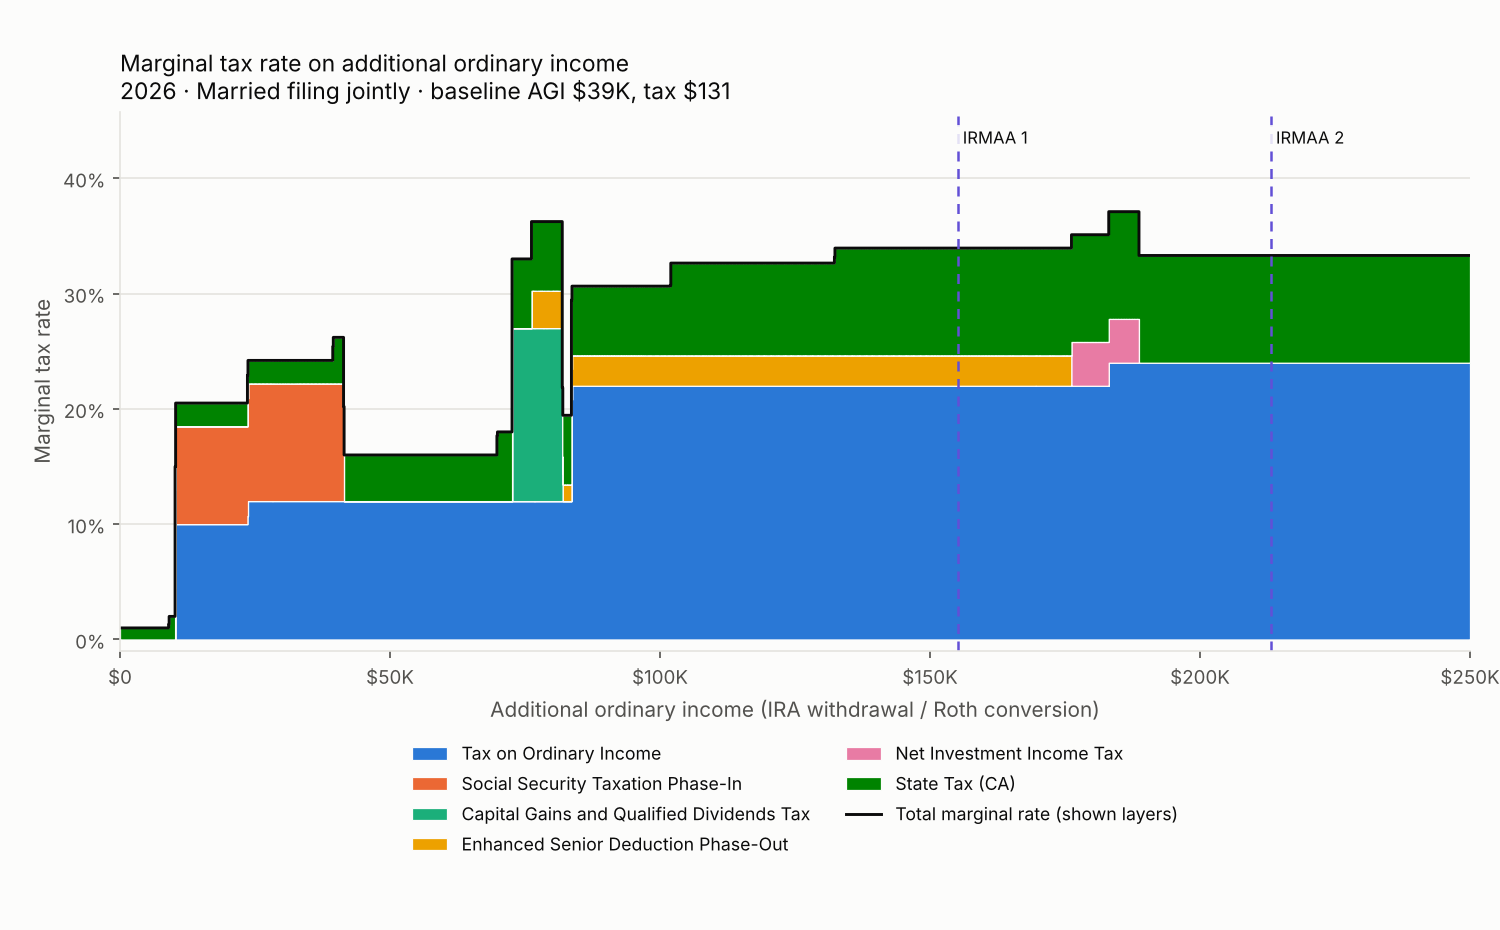 Marginal tax rate on additional ordinary income
2026 · Married filing jointly · baseline AGI $39K, tax $131
IRMAA 1
IRMAA 2
Marginal tax rate
40%
30%
20%
10%
0%
$0
$50K
$100K
$150K
$200K
$250K
Additional ordinary income (IRA withdrawal / Roth conversion)
Tax on Ordinary Income
Social Security Taxation Phase-In
Capital Gains and Qualified Dividends Tax
Enhanced Senior Deduction Phase-Out
Net Investment Income Tax
State Tax (CA)
Total marginal rate (shown layers)